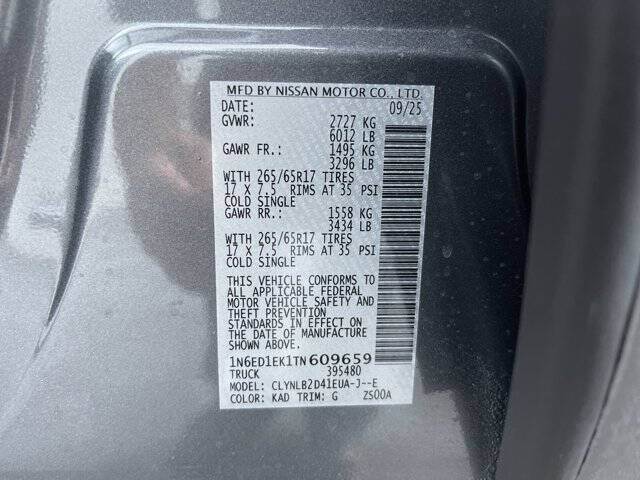 MFD BY NISSAN MOTOR CO., LTD.
DATE: 09/25
GVWR: 2727 KG
6012 LB
GAWR FR.: 1495 KG
3296 LB
WITH 265/65R17 TIRES
17 X 7.5 RIMS AT 35 PSI
COLD SINGLE
GAWR RR.: 1558 KG
3434 LB
WITH 265/65R17 TIRES
17 X 7.5 RIMS AT 35 PSI
COLD SINGLE
THIS VEHICLE CONFORMS TO
ALL APPLICABLE FEDERAL
MOTOR VEHICLE SAFETY AND
THEFT PREVENTION
STANDARDS IN EFFECT ON
THE DATE OF MANUFACTURE
SHOWN ABOVE.
1N6ED1EK1TN609659
TRUCK 395480
MODEL: CLYNLB2D41EUA-J--E
COLOR: KAD TRIM: G ZS00A